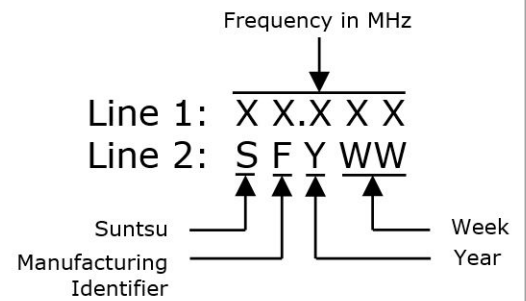 Frequency in MHz
Line 1: X X.X X X
Line 2: S F Y WW
Suntsu
Week
Manufacturing
Identifier
Year